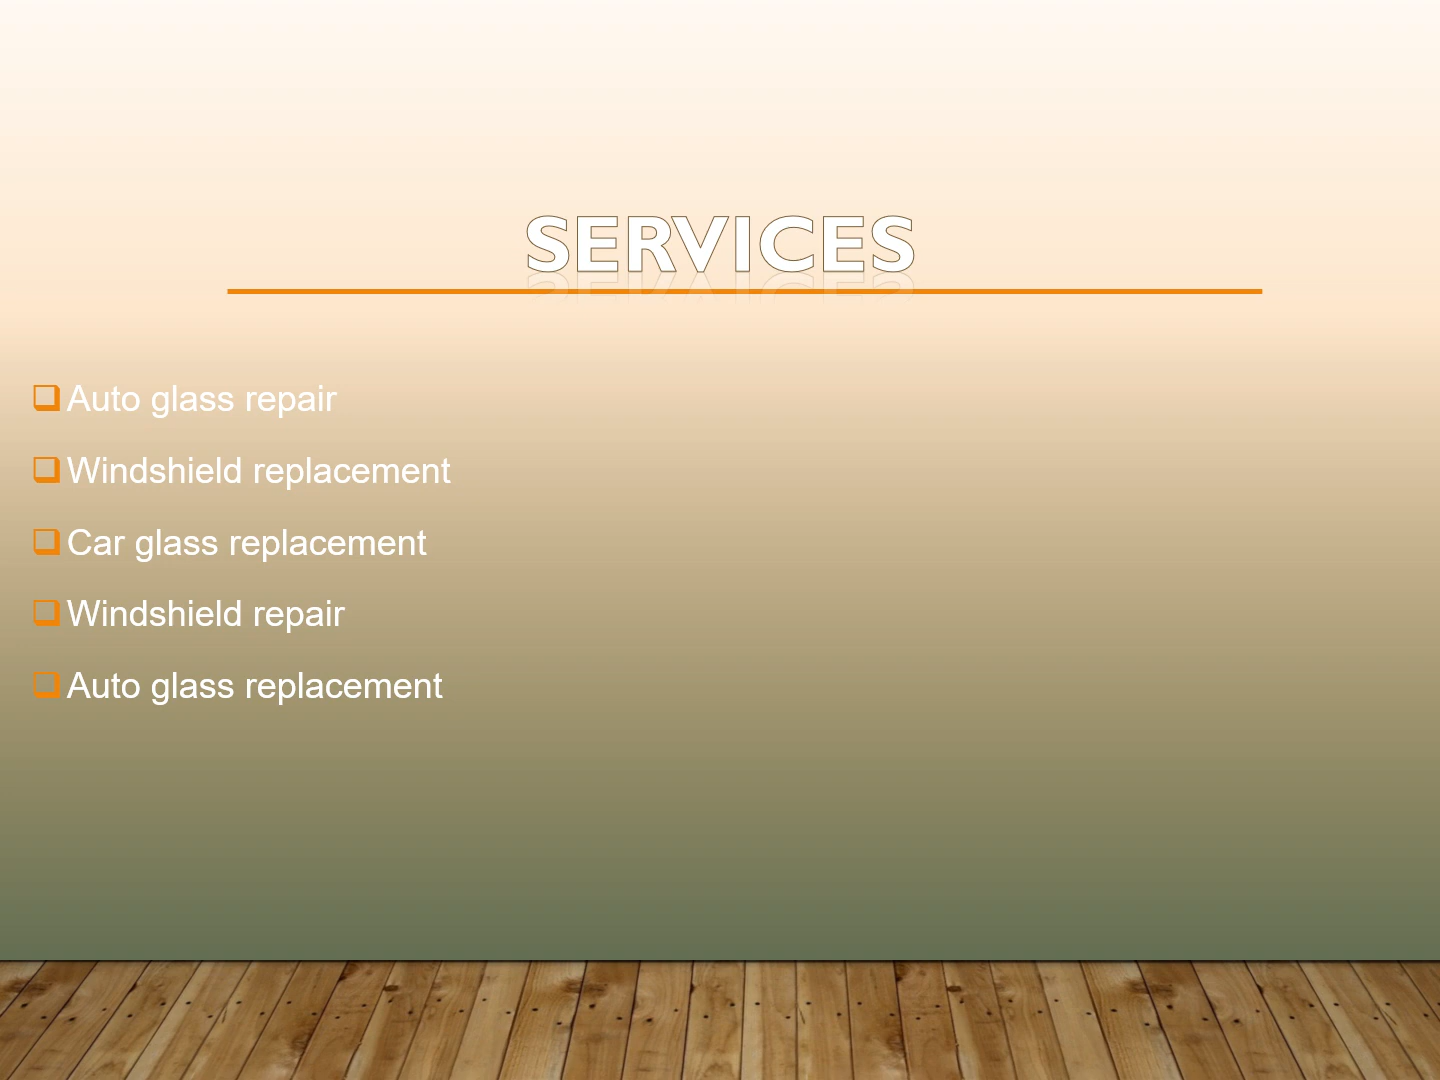 SERVICES
Auto glass repair
Windshield replacement
Car glass replacement
Windshield repair
Auto glass replacement